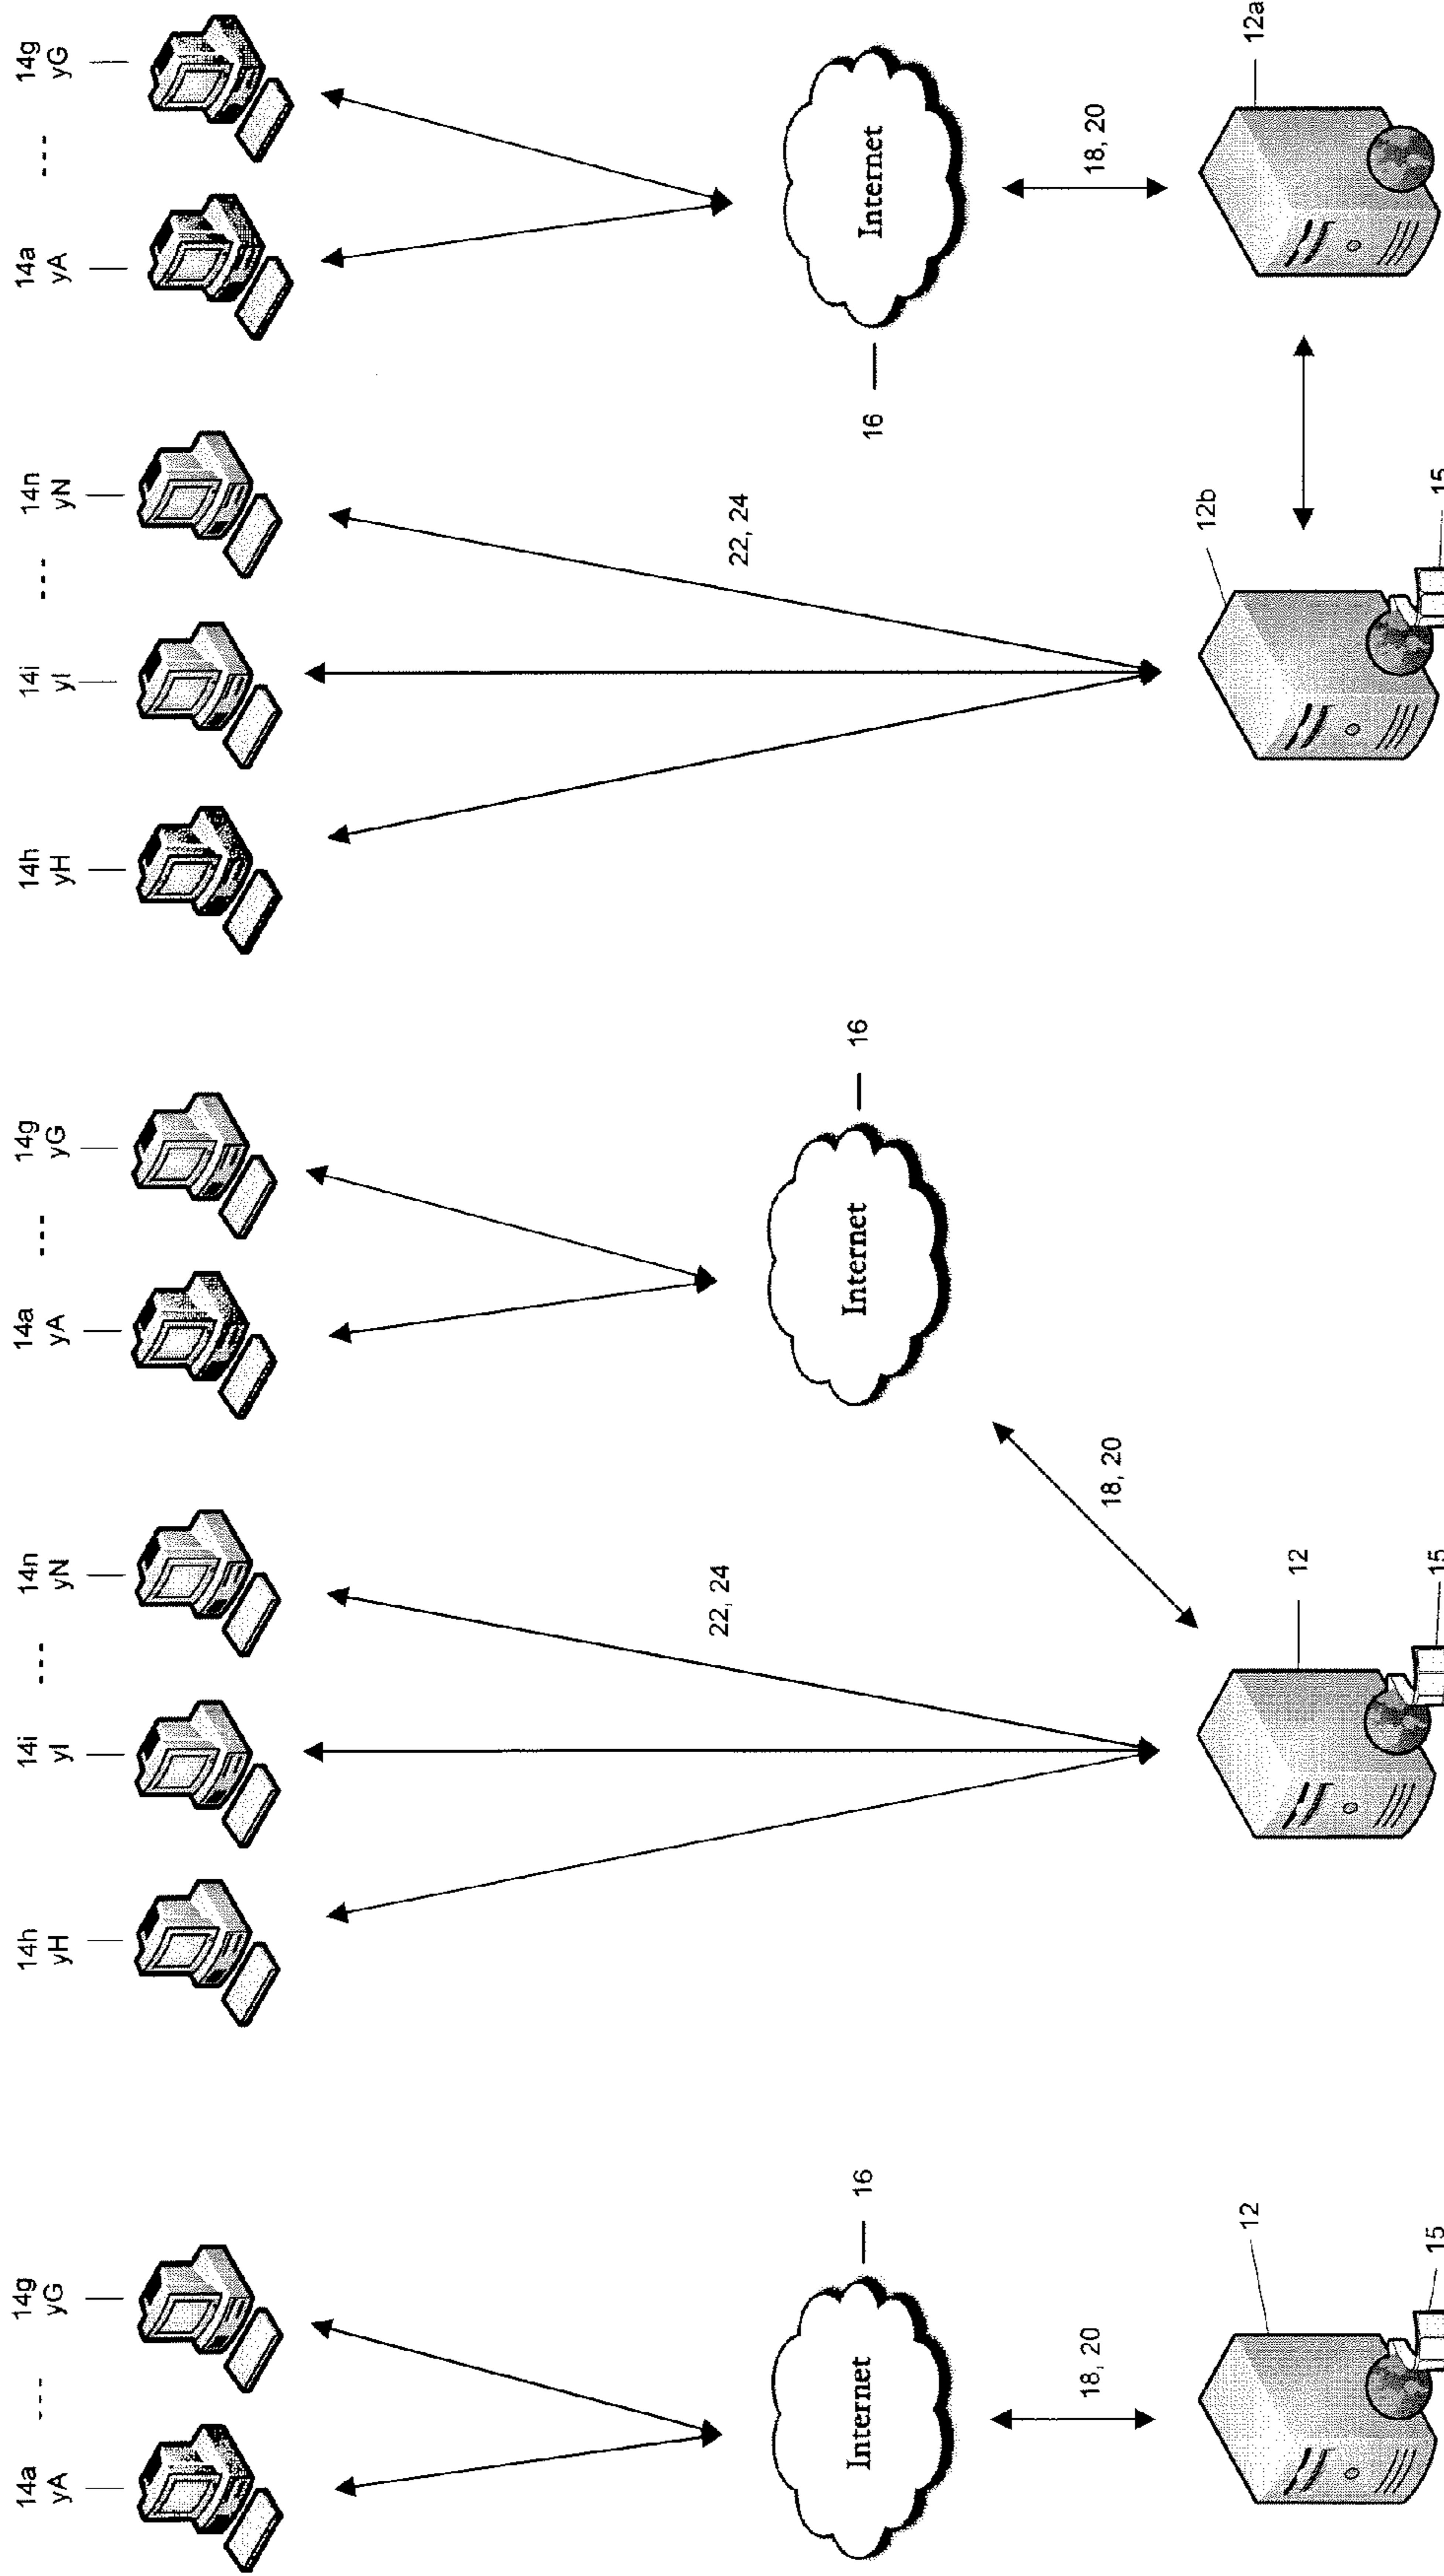 14a
yA
---
14g
yG
16
Internet
18, 20
12
15
14h
yH
14i
yI
---
14n
yN
22, 24
14a
yA
---
14g
yG
16
Internet
18, 20
12
15
14h
yH
14i
yI
---
14n
yN
22, 24
12b
15
14a
yA
---
14g
yG
16
Internet
18, 20
12a